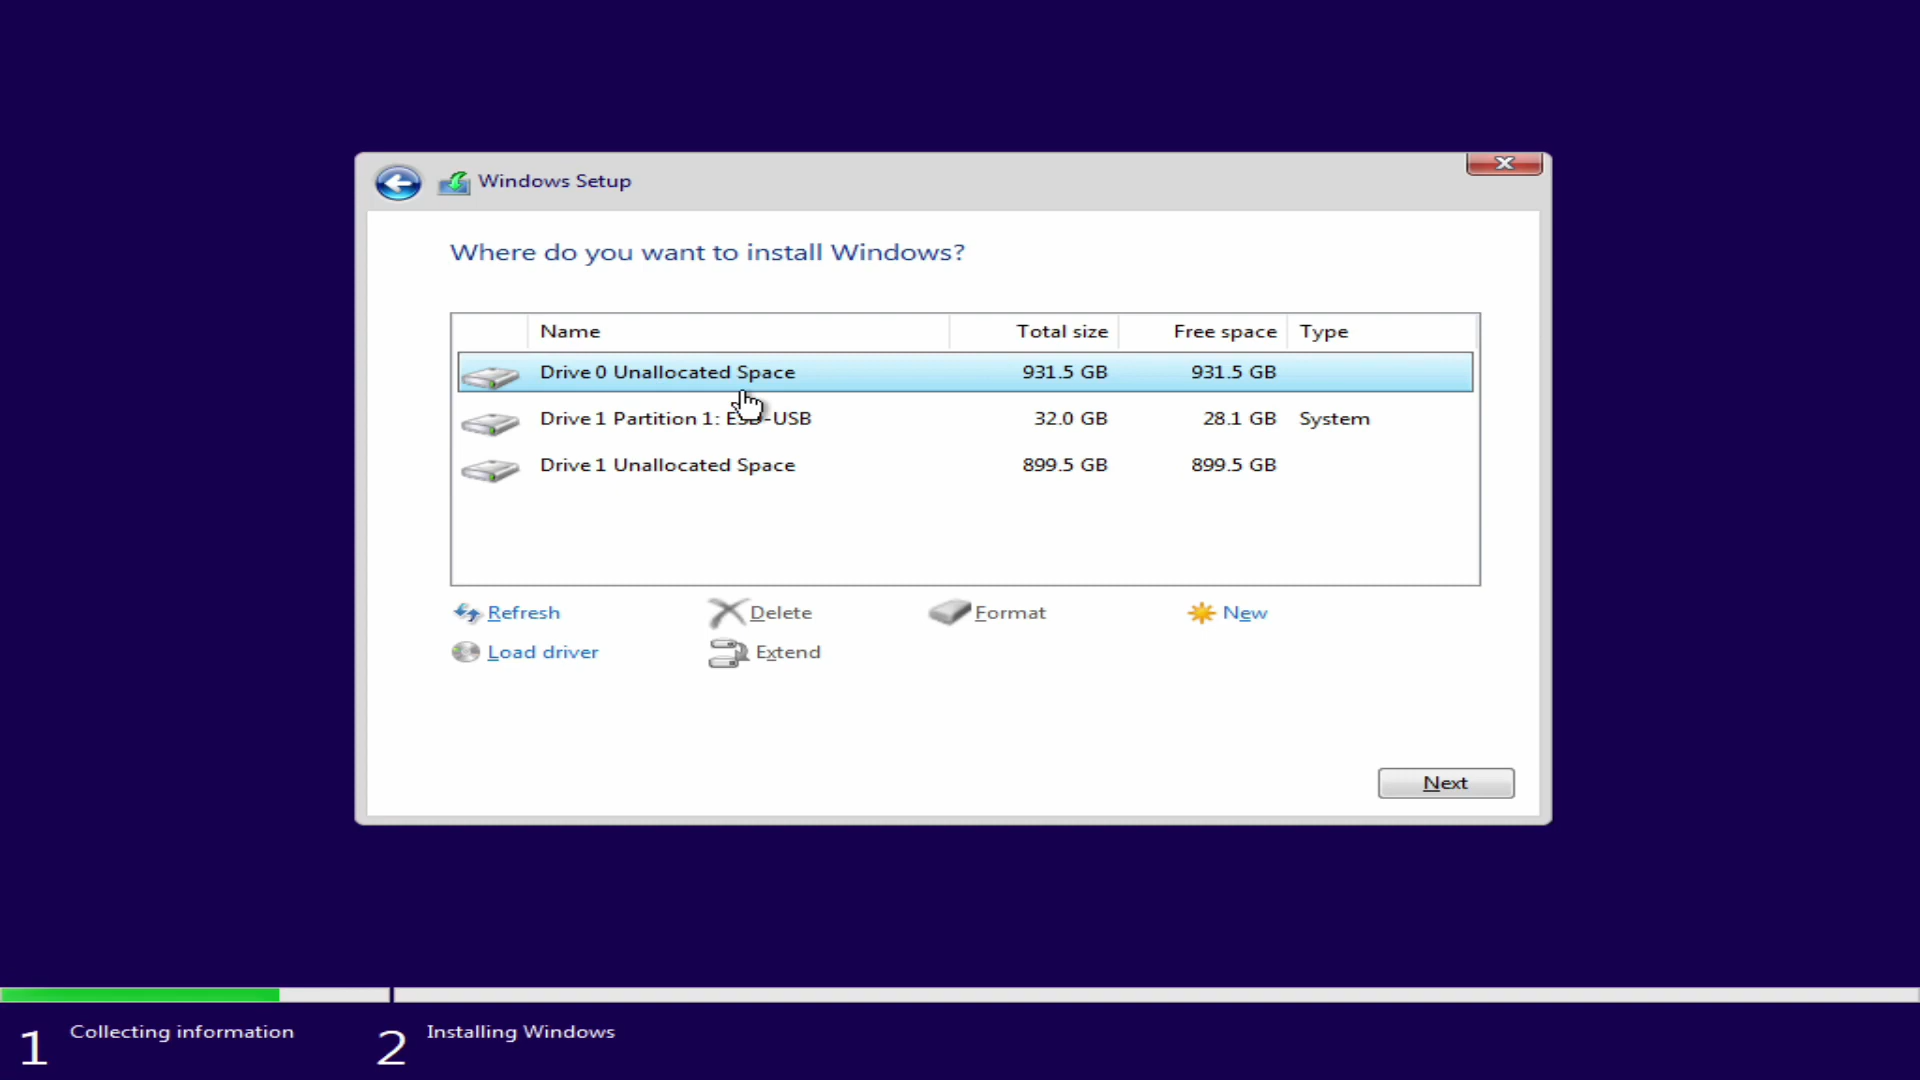 Windows Setup
Where do you want to install Windows?
Name Total size Free space Type
Drive 0 Unallocated Space 931.5 GB 931.5 GB
Drive 1 Partition 1: ESD-USB 32.0 GB 28.1 GB System
Drive 1 Unallocated Space 899.5 GB 899.5 GB
Refresh Delete Format New
Load driver Extend
Next
1 Collecting information 2 Installing Windows